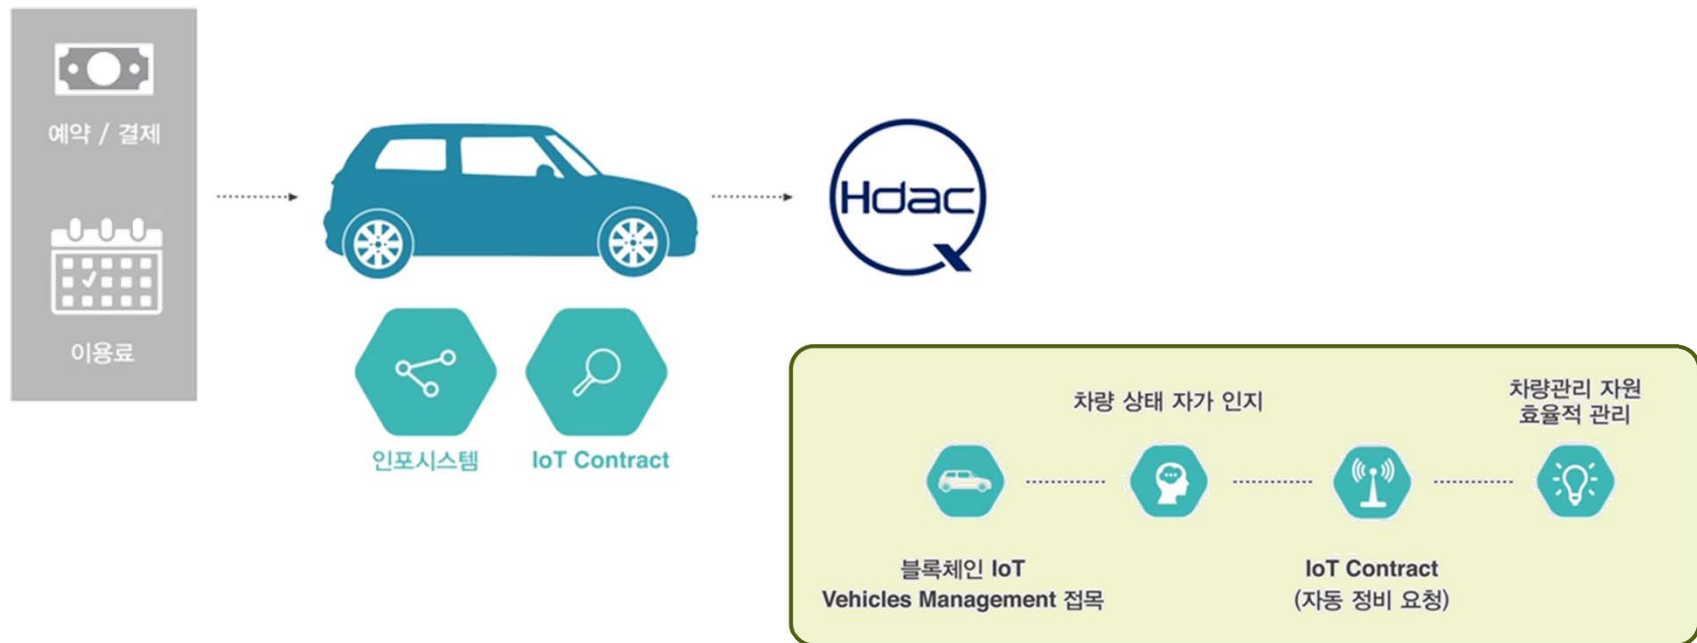 예약 / 결제
이용료
Hdac
인포시스템
IoT Contract
차량 상태 자가 인지
차량관리 자원
효율적 관리
블록체인 IoT
Vehicles Management 접목
IoT Contract
(자동 정비 요청)